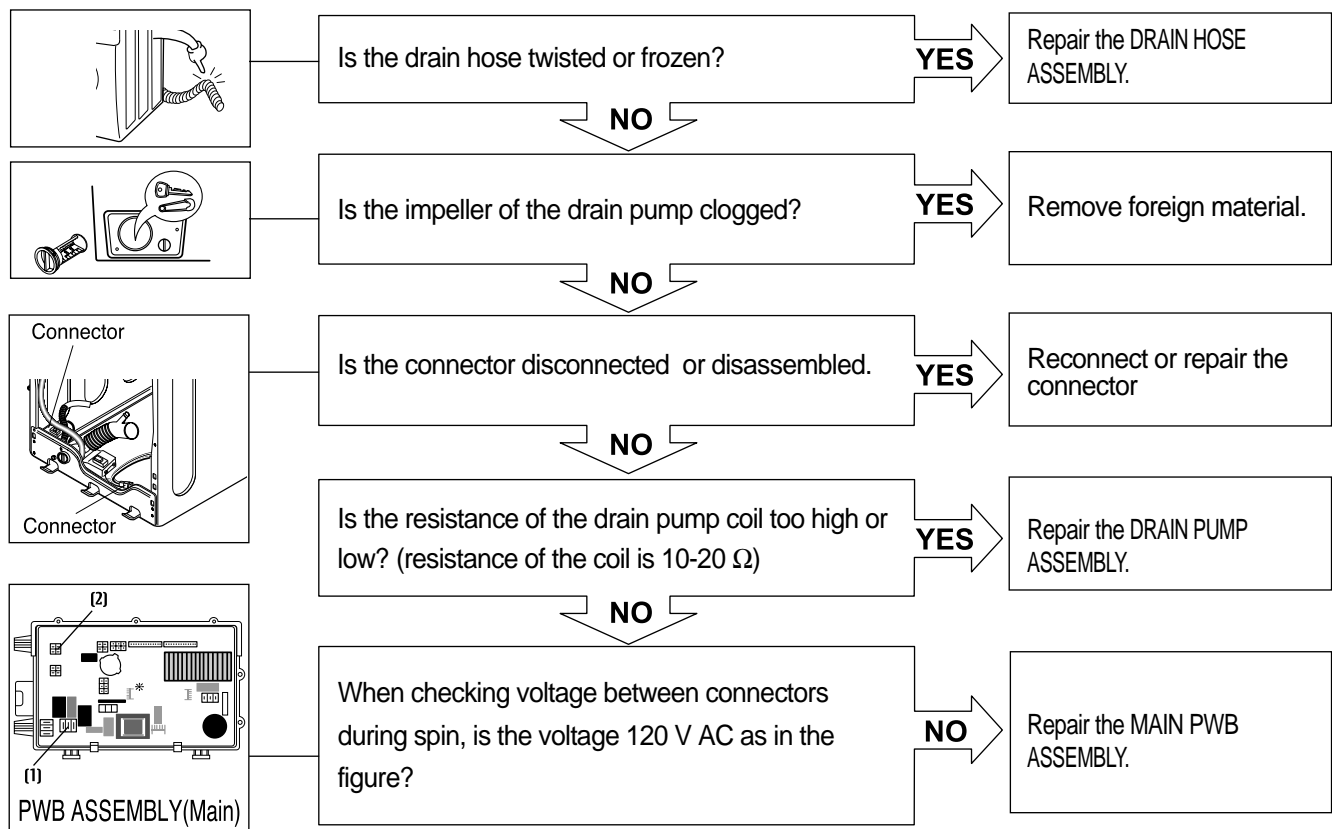 Is the drain hose twisted or frozen?
YES
Repair the DRAIN HOSE
ASSEMBLY.
NO
Is the impeller of the drain pump clogged?
YES
Remove foreign material.
NO
Connector
Connector
Is the connector disconnected or disassembled.
YES
Reconnect or repair the
connector
NO
Is the resistance of the drain pump coil too high or
low? (resistance of the coil is 10-20 Ω)
YES
Repair the DRAIN PUMP
ASSEMBLY.
NO
(2)
(1)
PWB ASSEMBLY(Main)
When checking voltage between connectors
during spin, is the voltage 120 V AC as in the
figure?
NO
Repair the MAIN PWB
ASSEMBLY.